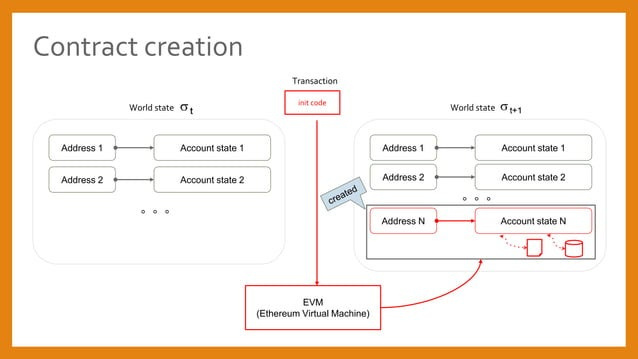 Contract creation
Transaction
init code
World state σt
World state σt+1
Address 1
Account state 1
Address 2
Account state 2
Address 1
Account state 1
Address 2
Account state 2
created
Address N
Account state N
EVM
(Ethereum Virtual Machine)